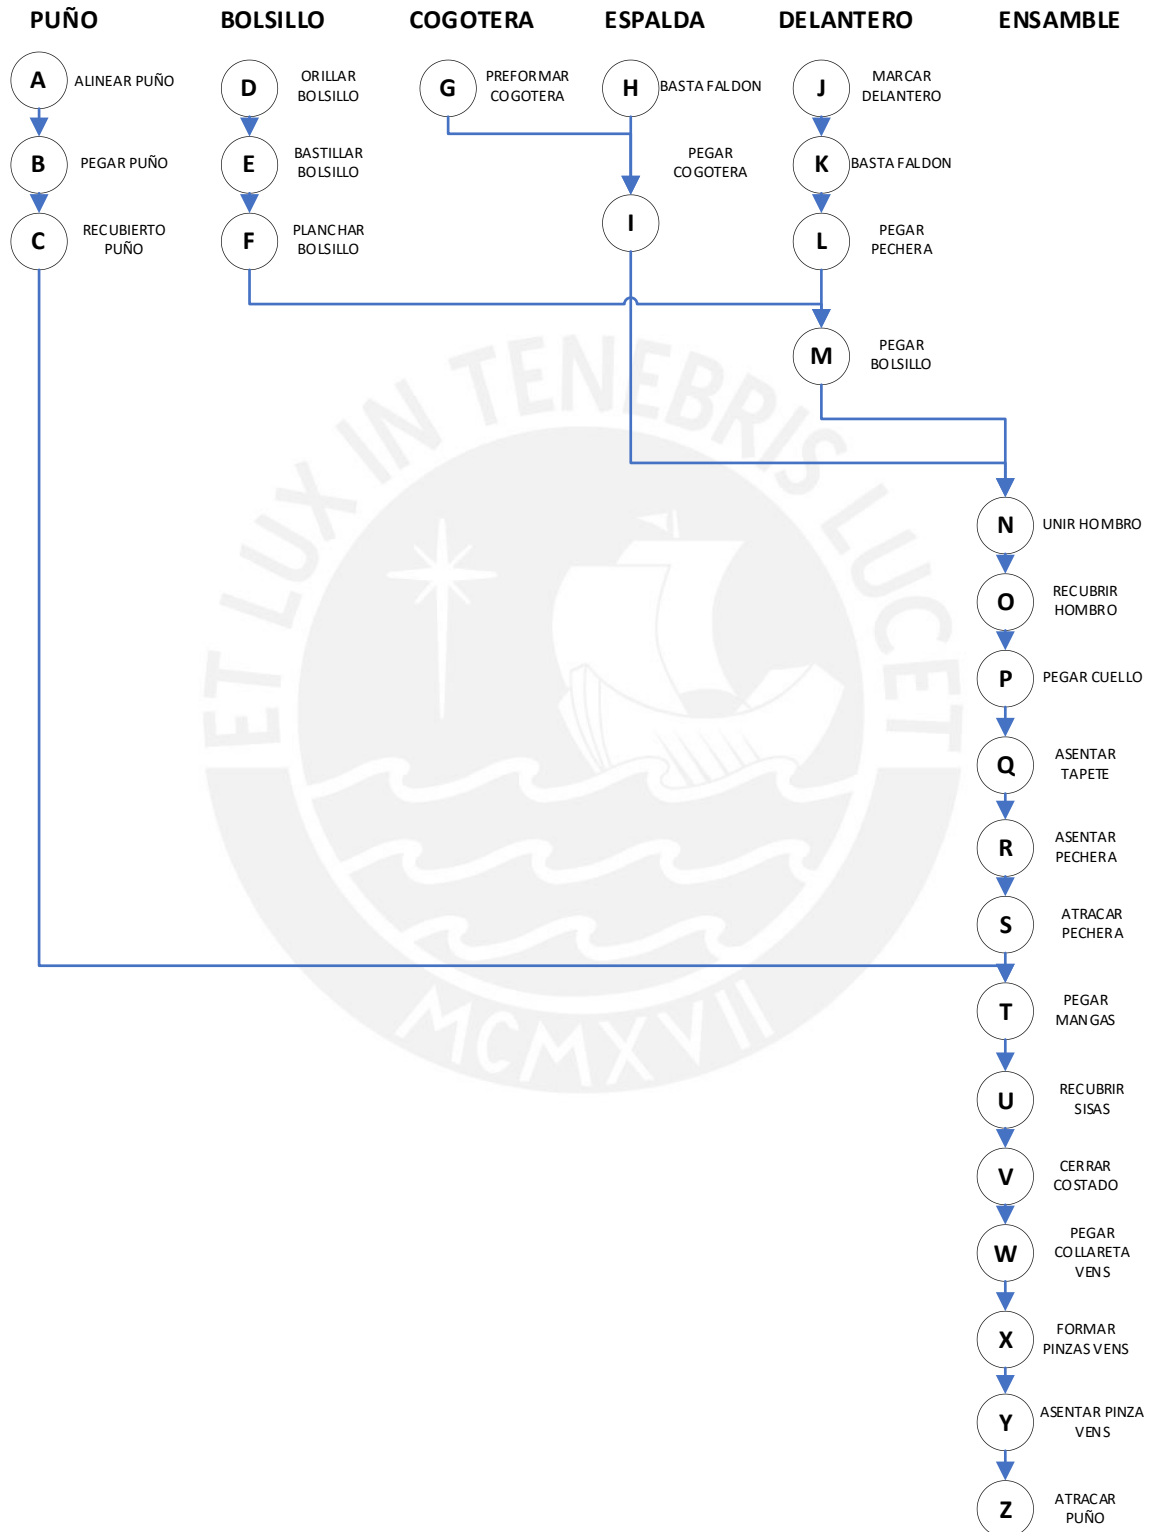 PUÑO
BOLSILLO
COGOTERA
ESPALDA
DELANTERO
ENSAMBLE
A
ALINEAR PUÑO
D
ORILLAR
BOLSILLO
G
PREFORMAR
COGOTERA
H
BASTA FALDON
J
MARCAR
DELANTERO
B
PEGAR PUÑO
E
BASTILLAR
BOLSILLO
PEGAR
COGOTERA
K
BASTA FALDON
C
RECUBIERTO
PUÑO
F
PLANCHAR
BOLSILLO
I
L
PEGAR
PECHERA
M
PEGAR
BOLSILLO
ET LUX IN TENEBRIS LUCET
MCMXVII
N
UNIR HOMBRO
O
RECUBRIR
HOMBRO
P
PEGAR CUELLO
Q
ASENTAR
TAPETE
R
ASENTAR
PECHERA
S
ATRACAR
PECHERA
T
PEGAR
MANGAS
U
RECUBRIR
SISAS
V
CERRAR
COSTADO
W
PEGAR
COLLARETA
VENS
X
FORMAR
PINZAS VENS
Y
ASENTAR PINZA
VENS
Z
ATRACAR
PUÑO